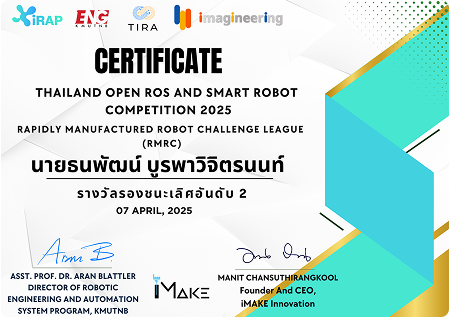 iRAP
ENG
KMUTNB
TIRA
imagineering
CERTIFICATE
THAILAND OPEN ROS AND SMART ROBOT
COMPETITION 2025
RAPIDLY MANUFACTURED ROBOT CHALLENGE LEAGUE
(RMRC)
นายธนพัฒน์ บูรพาวิจิตรนนท์
รางวัลรองชนะเลิศอันดับ 2
07 APRIL, 2025
ASST. PROF. DR. ARAN BLATTLER
DIRECTOR OF ROBOTIC
ENGINEERING AND AUTOMATION
SYSTEM PROGRAM, KMUTNB
iMAKE
MANIT CHANSUTHIRANGKOOL
Founder And CEO,
iMAKE Innovation